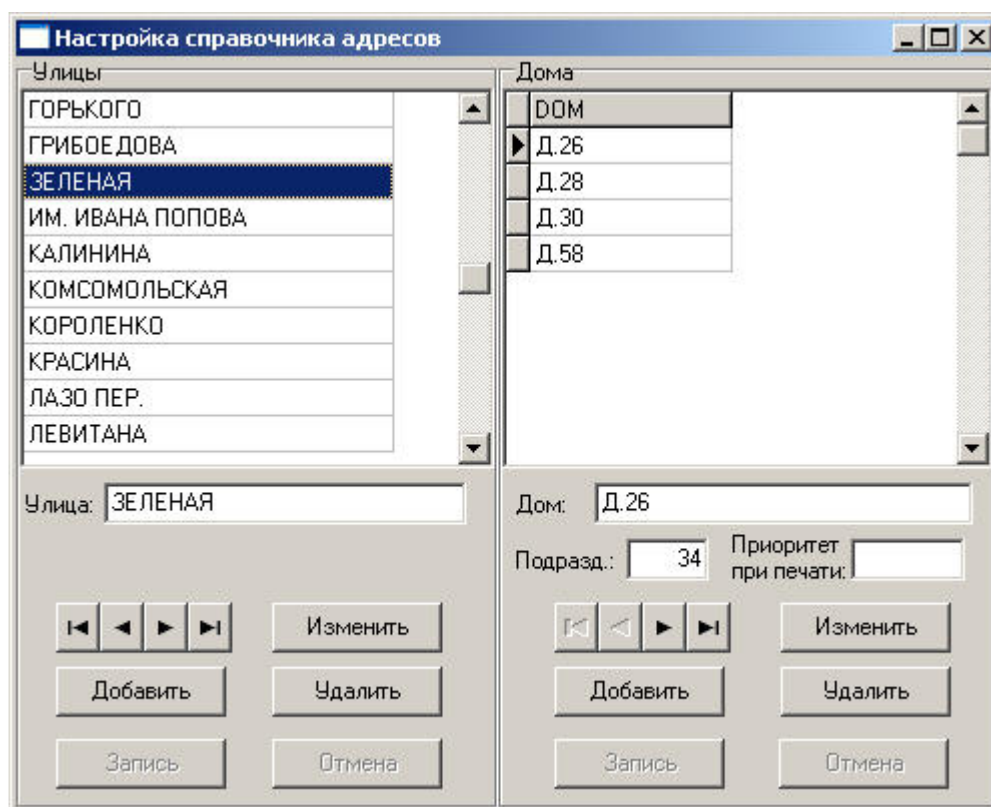 Настройка справочника адресов
Улицы
ГОРЬКОГО
ГРИБОЕДОВА
ЗЕЛЕНАЯ
ИМ. ИВАНА ПОПОВА
КАЛИНИНА
КОМСОМОЛЬСКАЯ
КОРОЛЕНКО
КРАСИНА
ЛАЗО ПЕР.
ЛЕВИТАНА
Улица: ЗЕЛЕНАЯ
Изменить
Добавить Удалить
Запись Отмена
Дома
DOM
Д.26
Д.28
Д.30
Д.58
Дом: Д.26
Подразд.: 34 Приоритет
при печати:
Изменить
Добавить Удалить
Запись Отмена